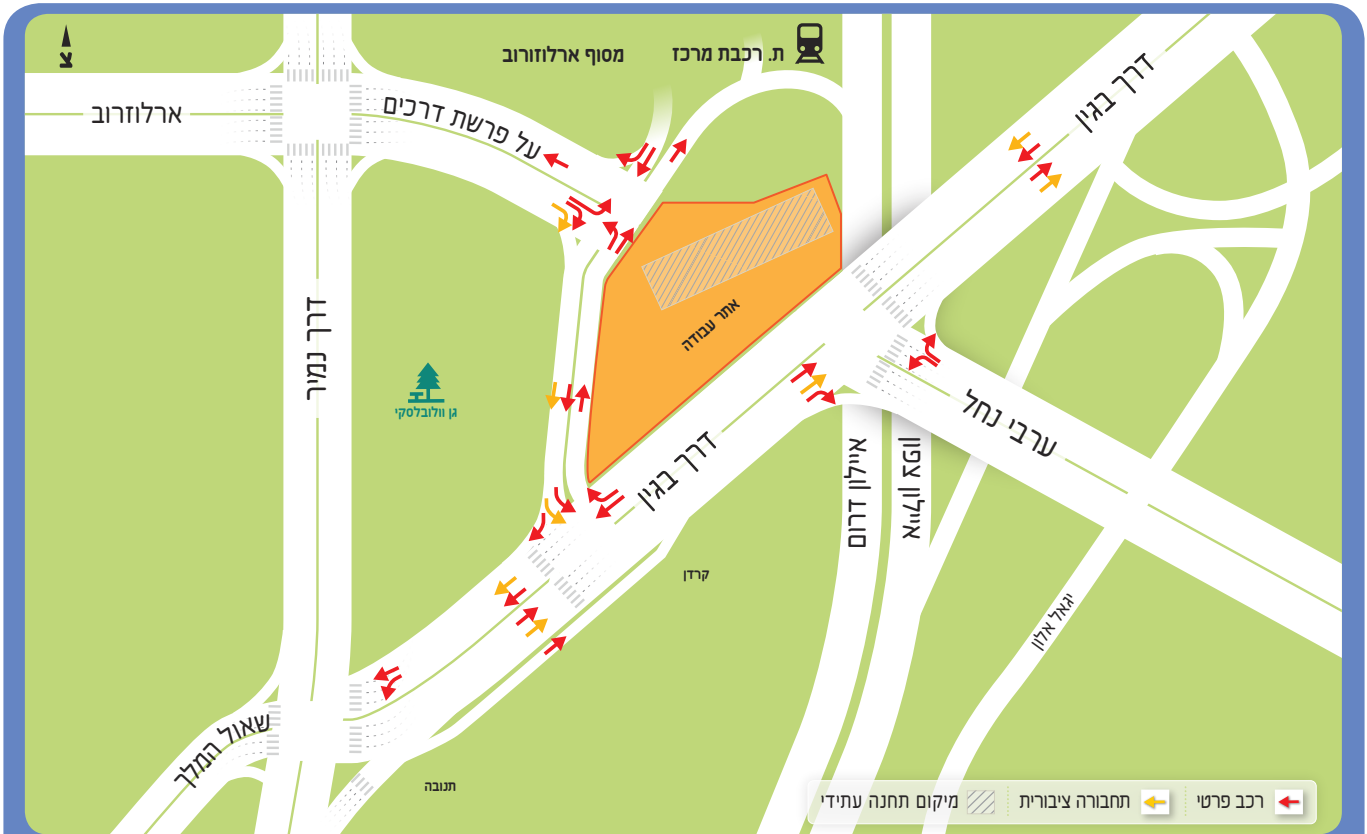 צ
ת. רכבת מרכז
מסוף ארלוזורוב
דרך בגין
על פרשת דרכים
ארלוזרוב
דרך נמיר
אתר עבודה
גן וולובלסקי
ערבי נחל
דרך בגין
איילון צפון
איילון דרום
קרדן
יגאל אלון
שאול המלך
תנובה
רכב פרטי
תחבורה ציבורית
מיקום תחנה עתידי